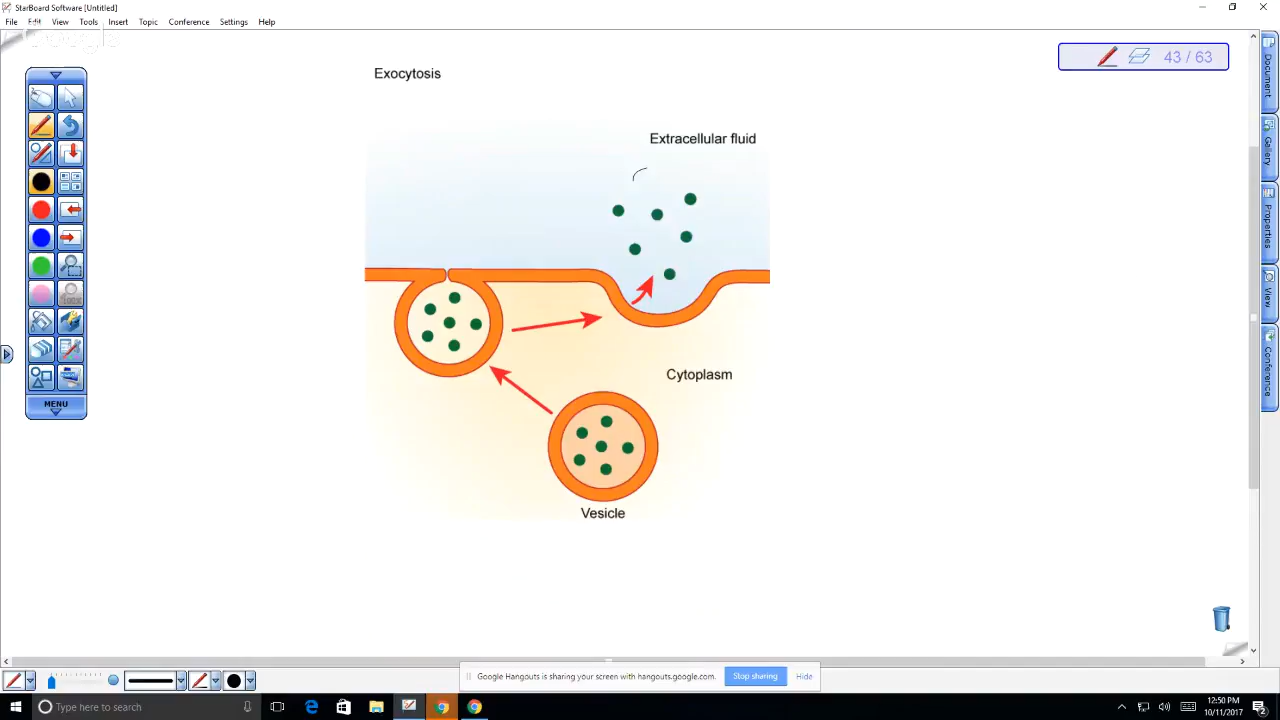 StarBoard Software [Untitled]
File Edit View Tools Insert Topic Conference Settings Help
43 / 63
Exocytosis
Extracellular fluid
Cytoplasm
Vesicle
MENU
Document
Gallery
Properties
View
Conference
Google Hangouts is sharing your screen with hangouts.google.com.
Stop sharing
Hide
Type here to search
12:50 PM
10/11/2017
2